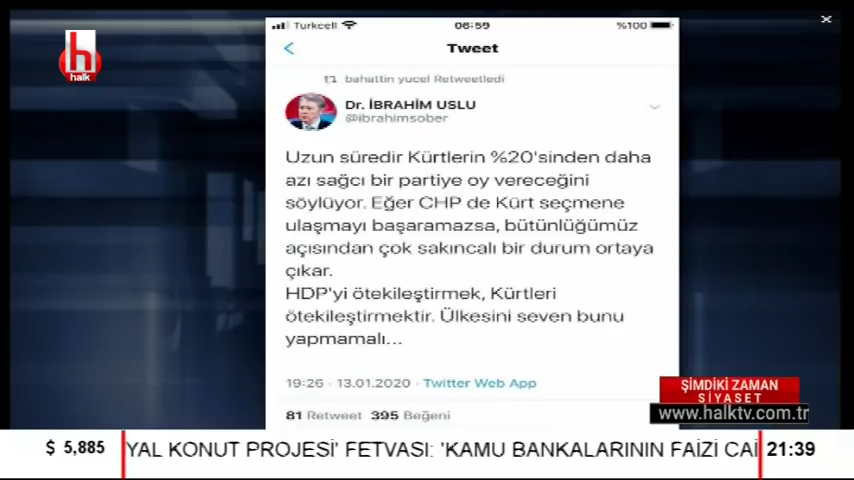 Turkcell
06:59
%100
Tweet
h
halk
bahattin yucel Retweetledi
Dr. İBRAHİM USLU
@ibrahimsober
Uzun süredir Kürtlerin %20'sinden daha
azı sağcı bir partiye oy vereceğini
söylüyor. Eğer CHP de Kürt seçmene
ulaşmayı başaramazsa, bütünlüğümüz
açısından çok sakıncalı bir durum ortaya
çıkar.
HDP'yi ötekileştirmek, Kürtleri
ötekileştirmektir. Ülkesini seven bunu
yapmamalı...
19:26 · 13.01.2020 · Twitter Web App
81 Retweet 395 Beğeni
ŞİMDİKİ ZAMAN
SİYASET
www.halktv.com.tr
$ 5,885
YAL KONUT PROJESİ' FETVASI: 'KAMU BANKALARININ FAİZİ CAİ
21:39